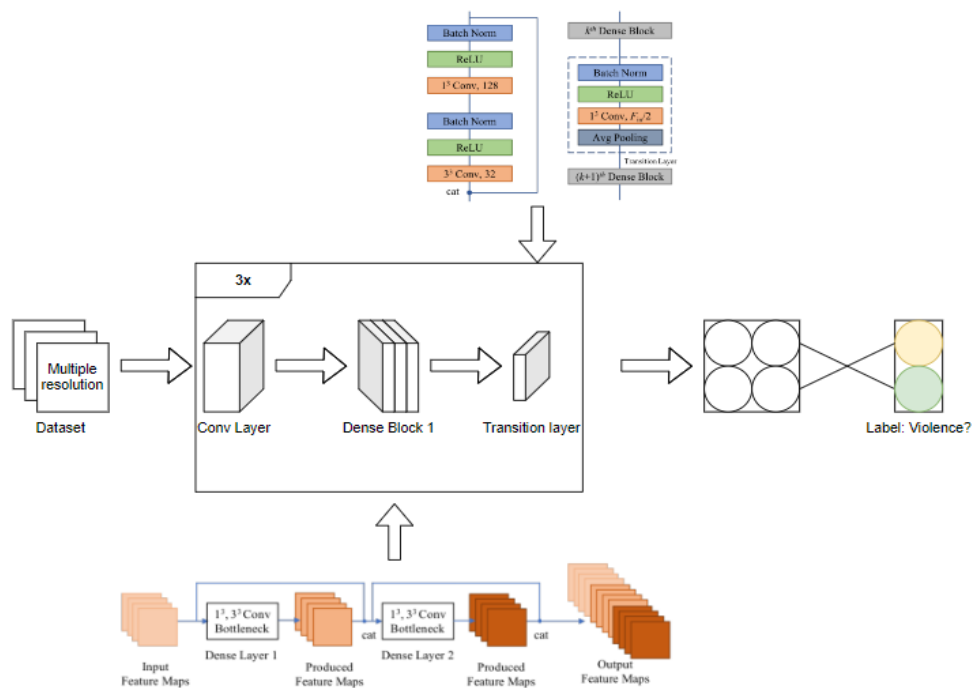 Batch Norm
ReLU
1³ Conv, 128
Batch Norm
ReLU
3³ Conv, 32
cat
kᵗʰ Dense Block
Batch Norm
ReLU
1³ Conv, Fᵢₙ/2
Avg Pooling
Transition Layer
(k+1)ᵗʰ Dense Block
3x
Multiple
resolution
Dataset
Conv Layer
Dense Block 1
Transition layer
Label: Violence?
1³, 3³ Conv
Bottleneck
cat
1³, 3³ Conv
Bottleneck
cat
Dense Layer 1
Dense Layer 2
Input
Feature Maps
Produced
Feature Maps
Produced
Feature Maps
Output
Feature Maps